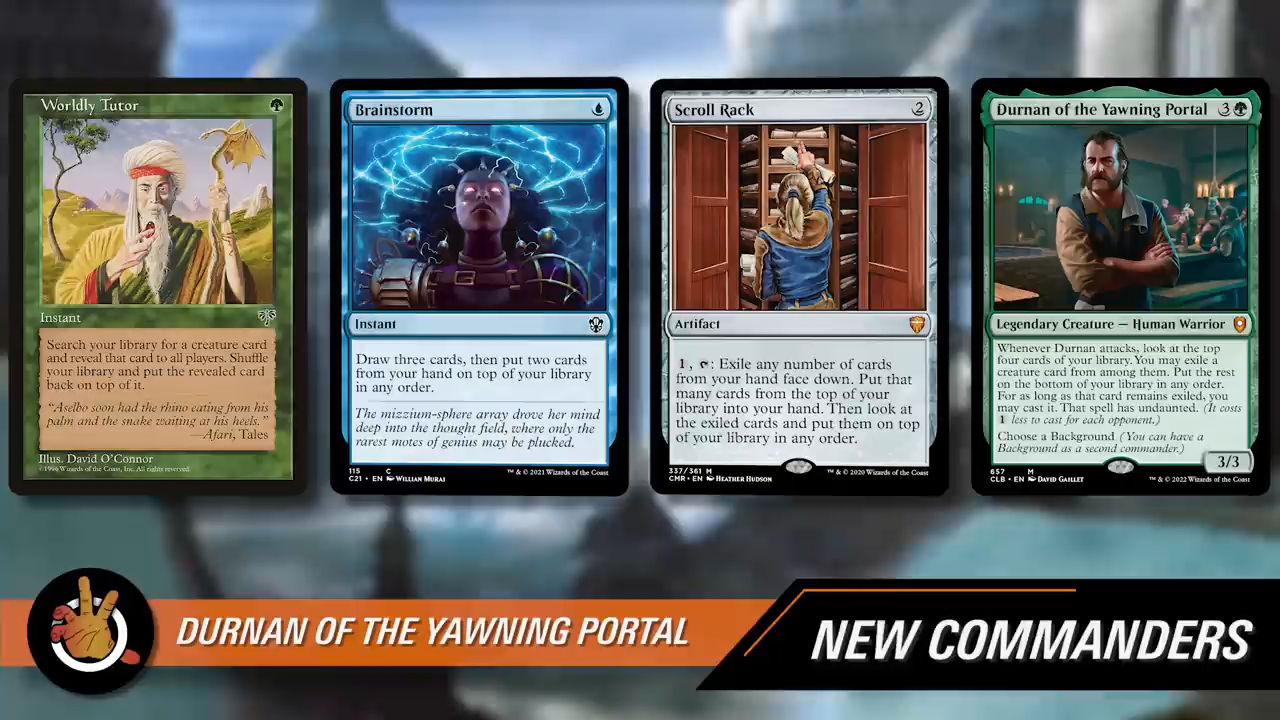 Worldly Tutor
Instant
Search your library for a creature card
and reveal that card to all players. Shuffle
your library and put the revealed card
back on top of it.
"Aselbo soon had the rhino eating from his
palm and the snake waiting at his heels."
—Afari, Tales
Illus. David O'Connor
©1996 Wizards of the Coast, Inc. All rights reserved.
Brainstorm
Instant
Draw three cards, then put two cards
from your hand on top of your library
in any order.
The mizzium-sphere array drove her mind
deep into the thought field, where only the
rarest motes of genius may be plucked.
115 C
C21 • EN Willian Murai
™ & © 2021 Wizards of the Coast
Scroll Rack 2
Artifact
1, : Exile any number of cards
from your hand face down. Put that
many cards from the top of your
library into your hand. Then look at
the exiled cards and put them on top
of your library in any order.
337/361 M
CMR • EN Heather Hudson
™ & © 2020 Wizards of the Coast
Durnan of the Yawning Portal 3
Legendary Creature — Human Warrior
Whenever Durnan attacks, look at the top
four cards of your library. You may exile a
creature card from among them. Put the rest
on the bottom of your library in any order.
For as long as that card remains exiled, you
may cast it. That spell has undaunted. (It costs
1 less to cast for each opponent.)
Choose a Background (You can have a
Background as a second commander.)
3/3
657 M
CLB • EN David Gaillet
™ & © 2022 Wizards of the Coast
DURNAN OF THE YAWNING PORTAL
NEW COMMANDERS